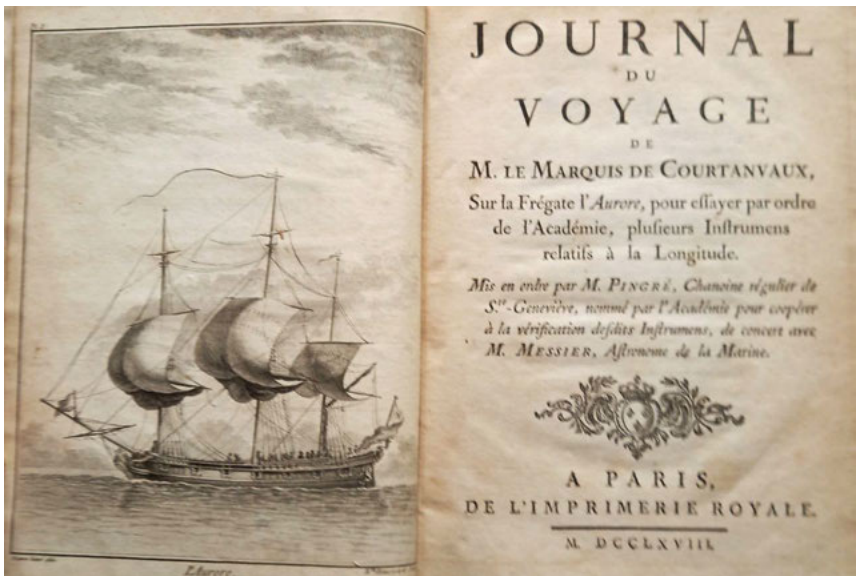 L'Aurore.
JOURNAL
DU
VOYAGE
DE
M. LE MARQUIS DE COURTANVAUX,
Sur la Frégate l'Aurore, pour eſſayer par ordre
de l'Académie, pluſieurs Inſtrumens
relatifs à la Longitude.
Mis en ordre par M. PINGRÉ, Chanoine régulier de
S.te-Geneviève, nommé par l'Académie pour coopérer
à la vérification deſdits Inſtrumens, de concert avec
M. MESSIER, Aſtronome de la Marine.
A PARIS,
DE L'IMPRIMERIE ROYALE.
M. DCCLXVIII.